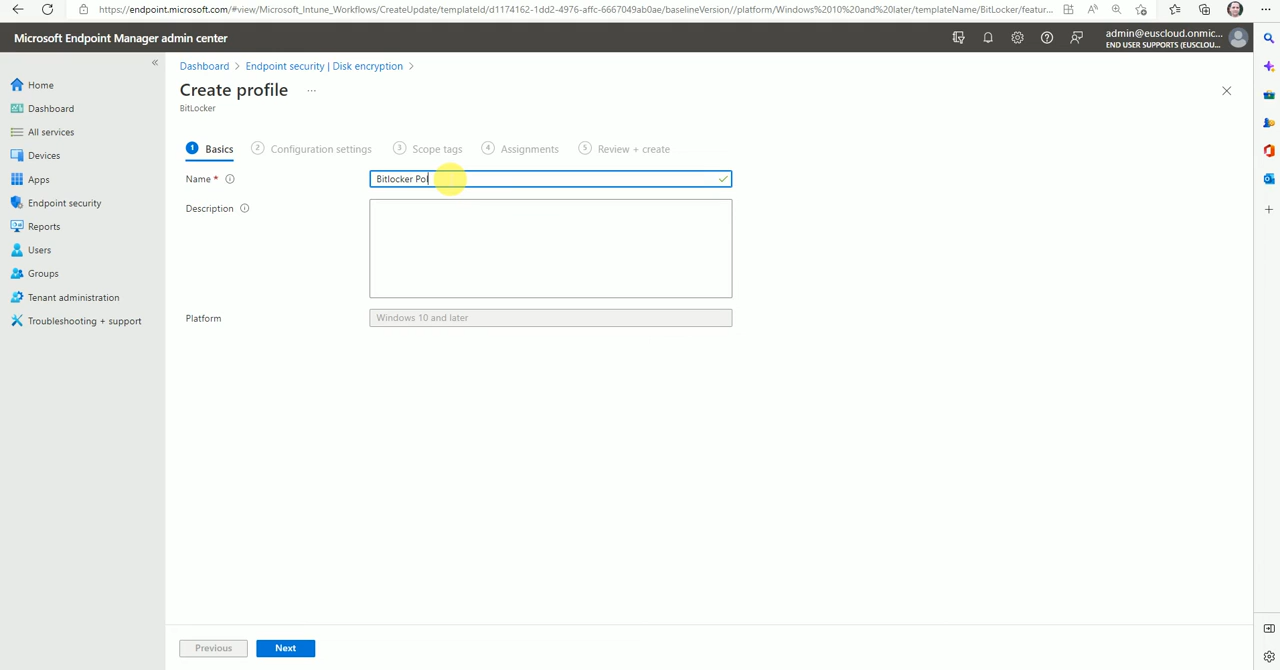 https://endpoint.microsoft.com/#view/Microsoft_Intune_Workflows/CreateUpdate/templateId/d1174162-1dd2-4976-affc-6667049ab0ae/baselineVersion//platform/Windows%2010%20and%20later/templateName/BitLocker/featur...
Microsoft Endpoint Manager admin center
admin@euscloud.onmic...
END USER SUPPORTS (EUSCLOU...
Home
Dashboard
All services
Devices
Apps
Endpoint security
Reports
Users
Groups
Tenant administration
Troubleshooting + support
Dashboard > Endpoint security | Disk encryption >
Create profile ...
BitLocker
1 Basics 2 Configuration settings 3 Scope tags 4 Assignments 5 Review + create
Name * Bitlocker Pol
Description
Platform Windows 10 and later
Previous Next